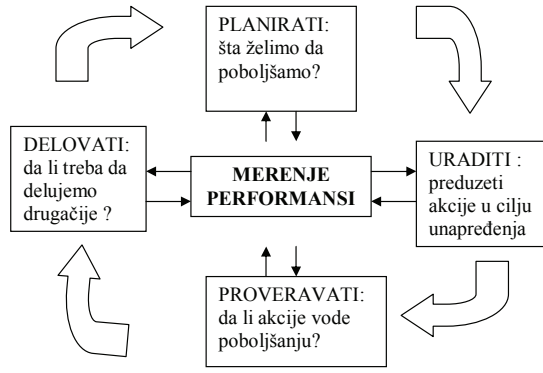 PLANIRATI:
šta želimo da
poboljšamo?
DELOVATI:
da li treba da
delujemo
drugačije ?
MERENJE
PERFORMANSI
URADITI :
preduzeti
akcije u cilju
unapređenja
PROVERAVATI:
da li akcije vode
poboljšanju?